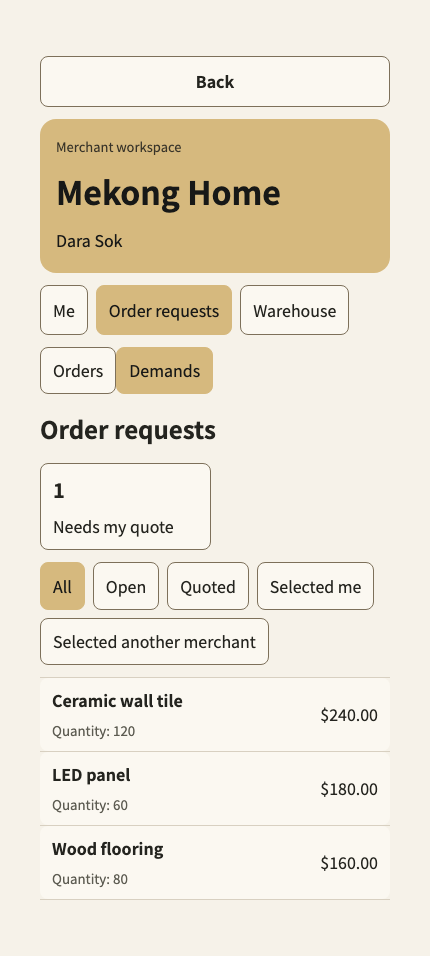 Back
Merchant workspace
Mekong Home
Dara Sok
Me
Order requests
Warehouse
Orders
Demands
Order requests
1
Needs my quote
All
Open
Quoted
Selected me
Selected another merchant
Ceramic wall tile
Quantity: 120
$240.00
LED panel
Quantity: 60
$180.00
Wood flooring
Quantity: 80
$160.00